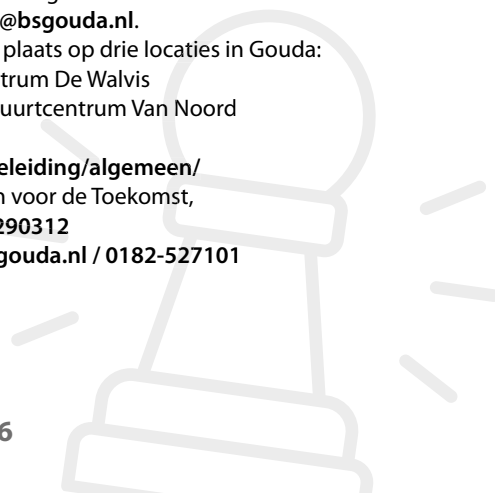 @bsgouda.nl.
plaats op drie locaties in Gouda:
trum De Walvis
uurtcentrum Van Noord
eleiding/algemeen/
n voor de Toekomst,
290312
gouda.nl / 0182-527101
6